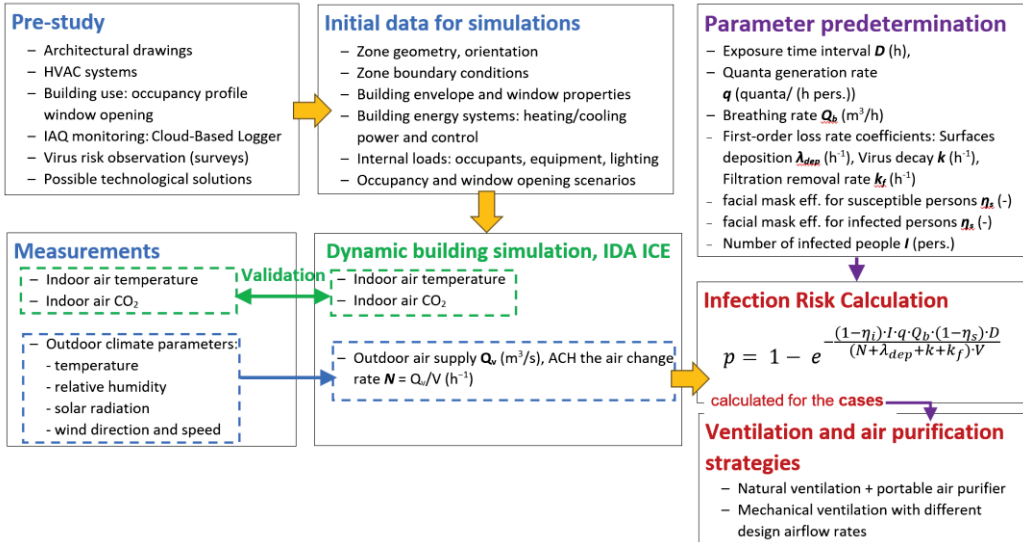 Pre-study
– Architectural drawings
– HVAC systems
– Building use: occupancy profile
window opening
– IAQ monitoring: Cloud-Based Logger
– Virus risk observation (surveys)
– Possible technological solutions
Initial data for simulations
– Zone geometry, orientation
– Zone boundary conditions
– Building envelope and window properties
– Building energy systems: heating/cooling
power and control
– Internal loads: occupants, equipment, lighting
– Occupancy and window opening scenarios
Parameter predetermination
– Exposure time interval D (h),
– Quanta generation rate
q (quanta/ (h pers.))
– Breathing rate Q_b (m³/h)
– First-order loss rate coefficients: Surfaces
deposition λ_dep (h⁻¹), Virus decay k (h⁻¹),
Filtration removal rate k_f (h⁻¹)
– facial mask eff. for susceptible persons η_s (-)
– facial mask eff. for infected persons η_s (-)
– Number of infected people I (pers.)
Measurements
– Indoor air temperature
– Indoor air CO₂
– Outdoor climate parameters:
- temperature
- relative humidity
- solar radiation
- wind direction and speed
Validation
Dynamic building simulation, IDA ICE
– Indoor air temperature
– Indoor air CO₂
– Outdoor air supply Qᵥ (m³/s), ACH the air change
rate N = Qᵥ/V (h⁻¹)
Infection Risk Calculation
p = 1 − e^(−((1−η_i)·I·q·Q_b·(1−η_s)·D)/((N+λ_dep+k+k_f)·V))
calculated for the cases
Ventilation and air purification
strategies
– Natural ventilation + portable air purifier
– Mechanical ventilation with different
design airflow rates